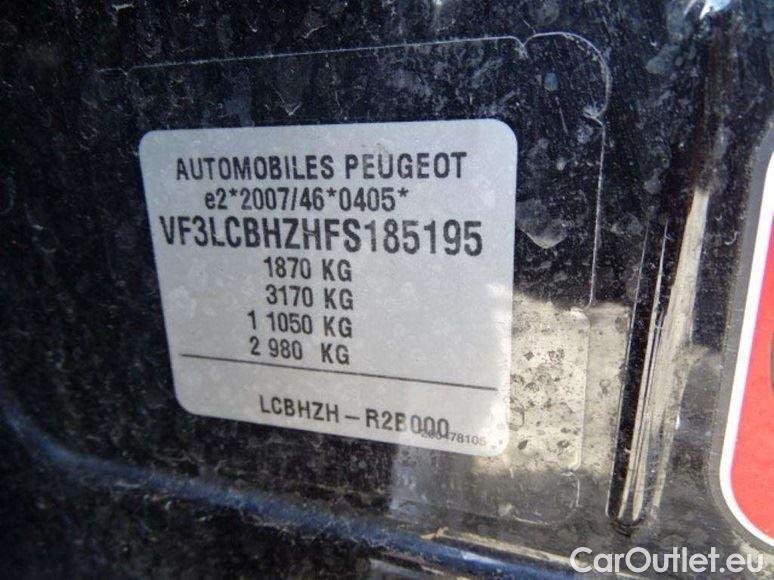 AUTOMOBILES PEUGEOT
e2*2007/46*0405*
VF3LCBHZHFS185195
1870 KG
3170 KG
1 1050 KG
2 980 KG
LCBHZH - R2B000
CarOutlet.eu